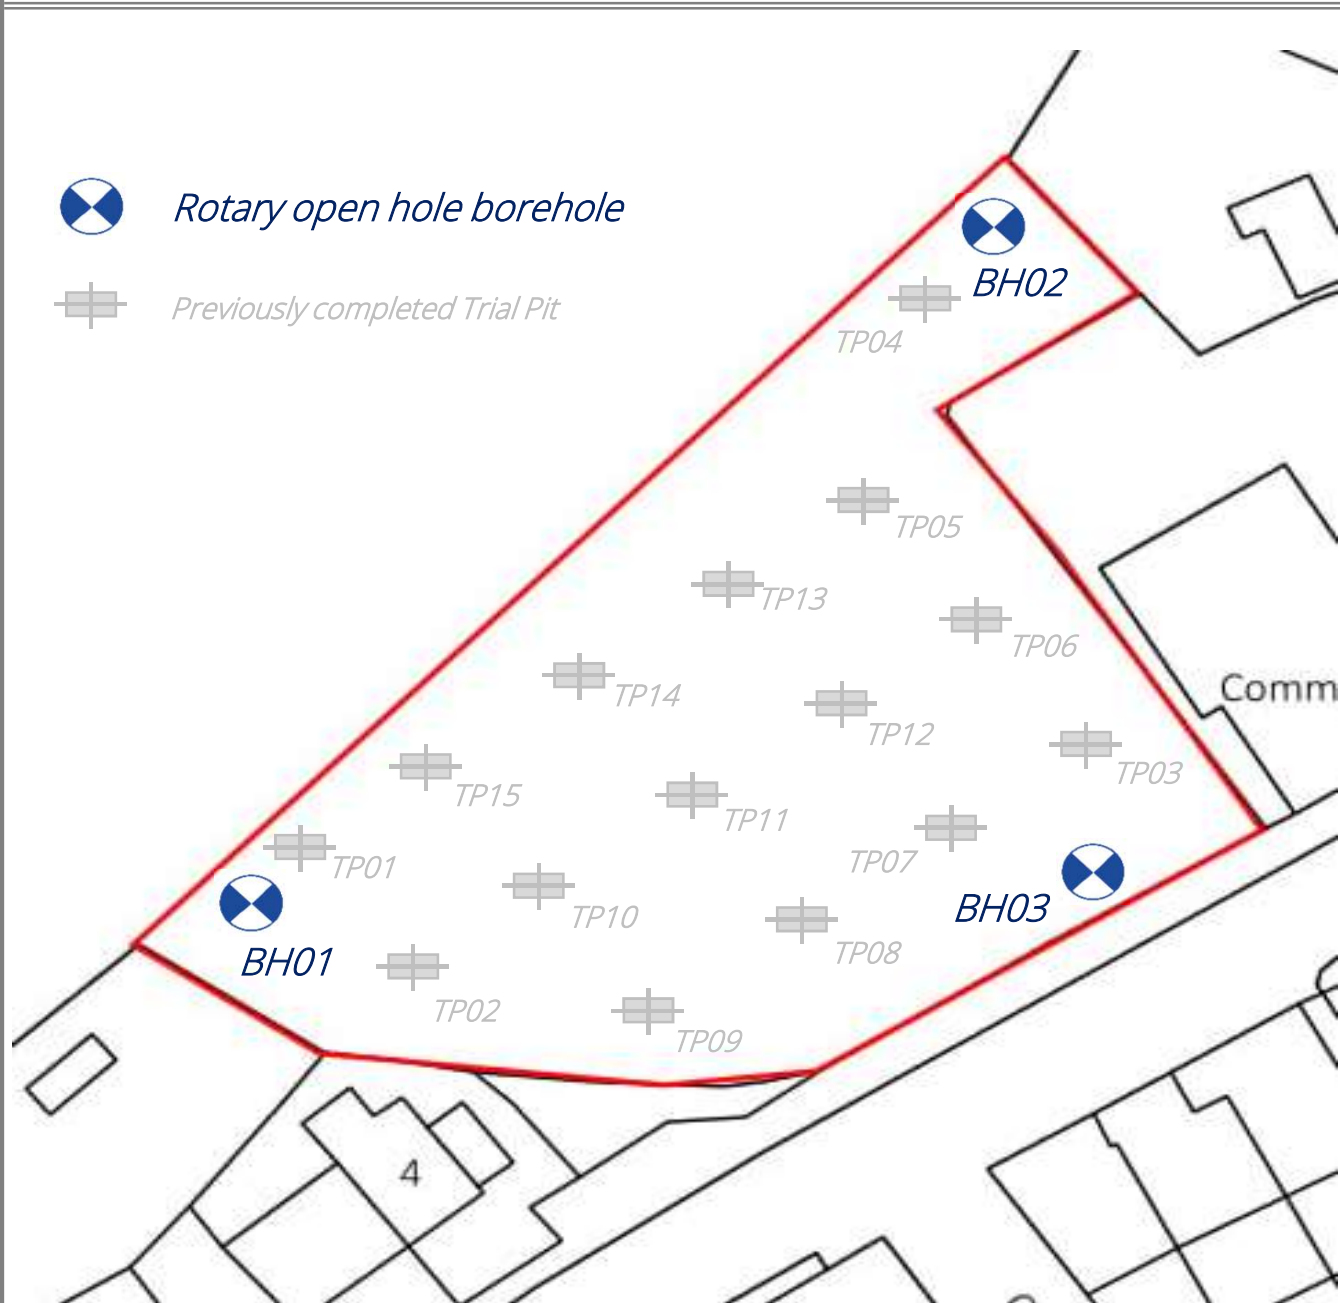 Rotary open hole borehole
Previously completed Trial Pit
BH02
TP04
TP05
TP13
TP06
TP14
TP12
TP15
TP03
TP11
TP01
TP07
TP10
BH03
TP08
BH01
TP02
TP09
Comm
4